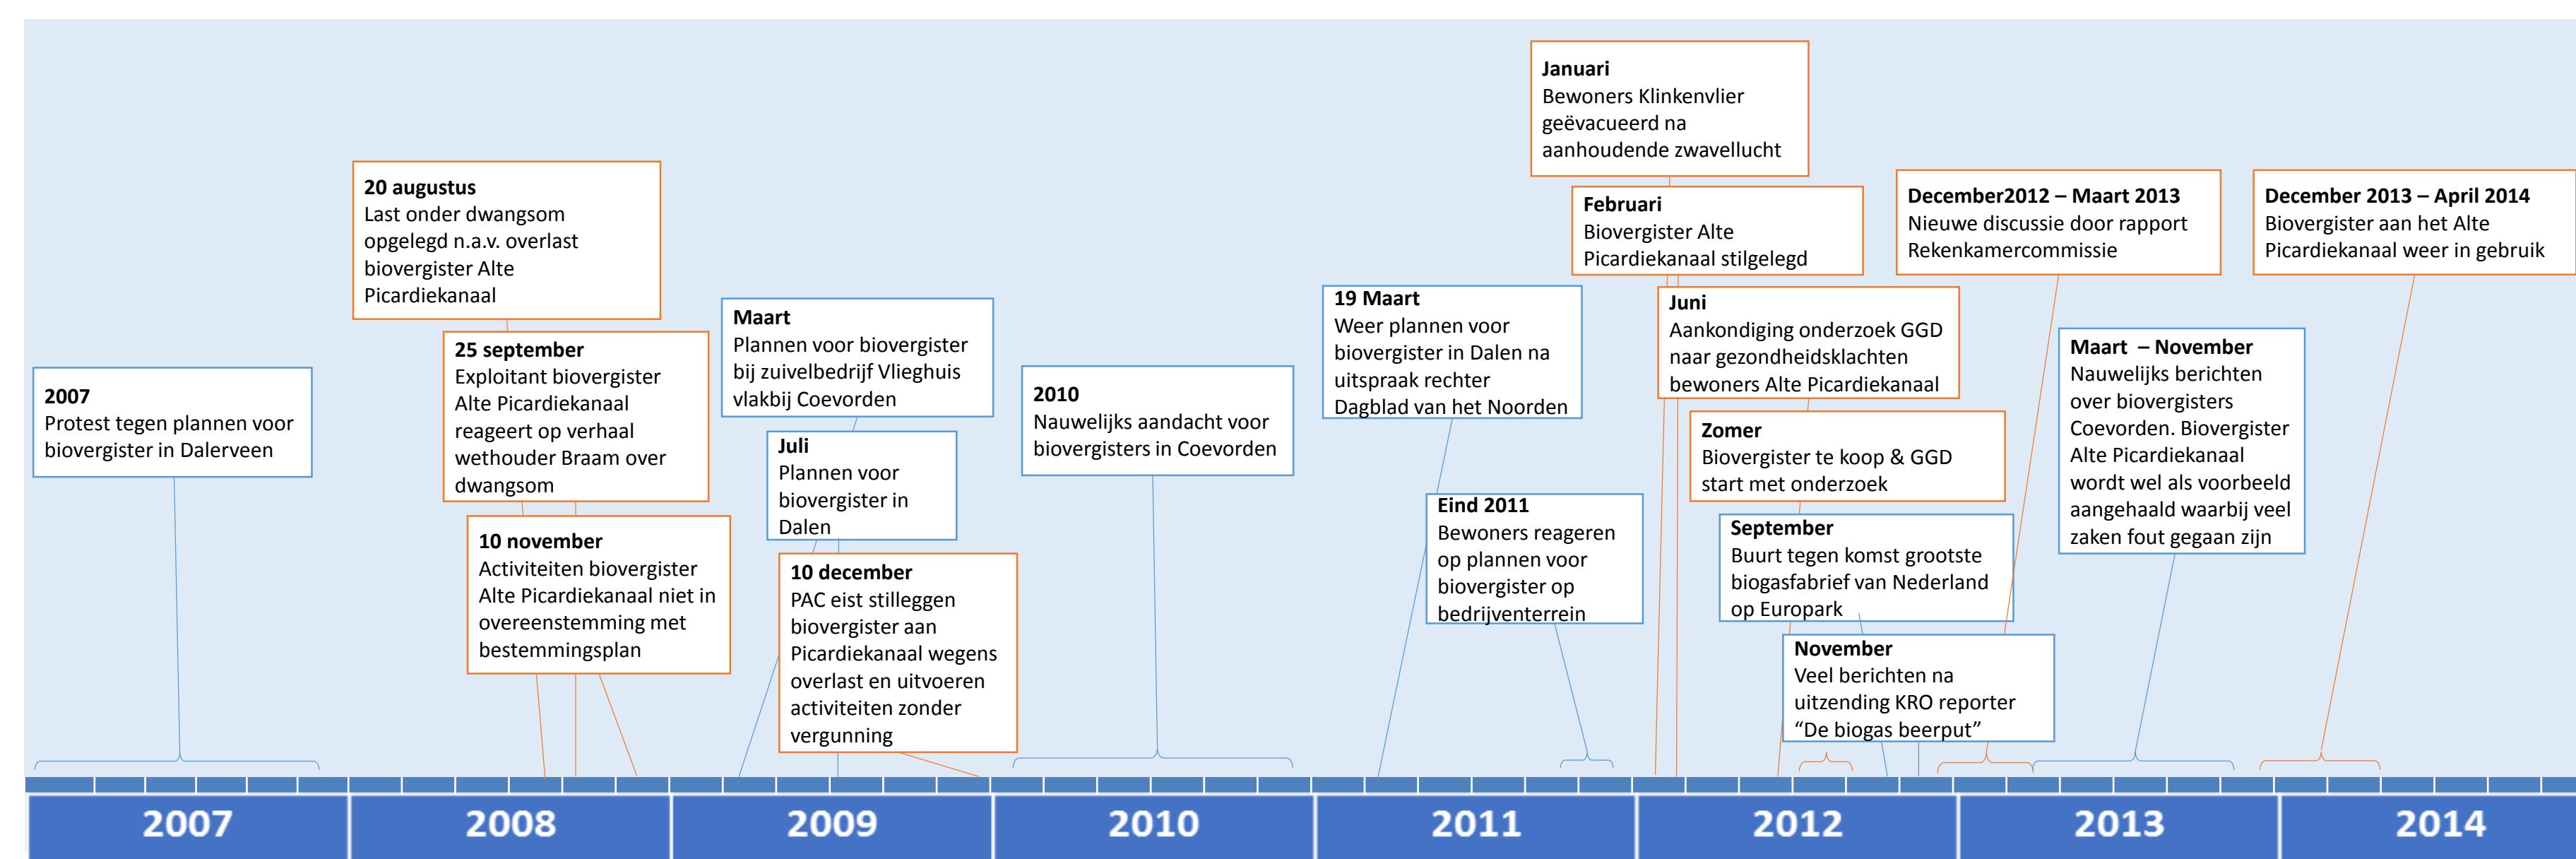 2007
Protest tegen plannen voor
biovergister in Dalerveen
20 augustus
Last onder dwangsom
opgelegd n.a.v. overlast
biovergister Alte
Picardiekanaal
25 september
Exploitant biovergister
Alte Picardiekanaal
reageert op verhaal
wethouder Braam over
dwangsom
10 november
Activiteiten biovergister
Alte Picardiekanaal niet in
overeenstemming met
bestemmingsplan
Maart
Plannen voor biovergister
bij zuivelbedrijf Vlieghuis
vlakbij Coevorden
Juli
Plannen voor
biovergister in
Dalen
10 december
PAC eist stilleggen
biovergister aan
Picardiekanaal wegens
overlast en uitvoeren
activiteiten zonder
vergunning
2010
Nauwelijks aandacht voor
biovergisters in Coevorden
19 Maart
Weer plannen voor
biovergister in Dalen na
uitspraak rechter
Dagblad van het Noorden
Eind 2011
Bewoners reageren
op plannen voor
biovergister op
bedrijventerrein
Januari
Bewoners Klinkenvlier
geëvacueerd na
aanhoudende zwavellucht
Februari
Biovergister Alte
Picardiekanaal stilgelegd
Juni
Aankondiging onderzoek GGD
naar gezondheidsklachten
bewoners Alte Picardiekanaal
Zomer
Biovergister te koop & GGD
start met onderzoek
September
Buurt tegen komst grootste
biogasfabrief van Nederland
op Europark
November
Veel berichten na
uitzending KRO reporter
“De biogas beerput”
December2012 – Maart 2013
Nieuwe discussie door rapport
Rekenkamercommissie
Maart – November
Nauwelijks berichten
over biovergisters
Coevorden. Biovergister
Alte Picardiekanaal
wordt wel als voorbeeld
aangehaald waarbij veel
zaken fout gegaan zijn
December 2013 – April 2014
Biovergister aan het Alte
Picardiekanaal weer in gebruik
2007 2008 2009 2010 2011 2012 2013 2014